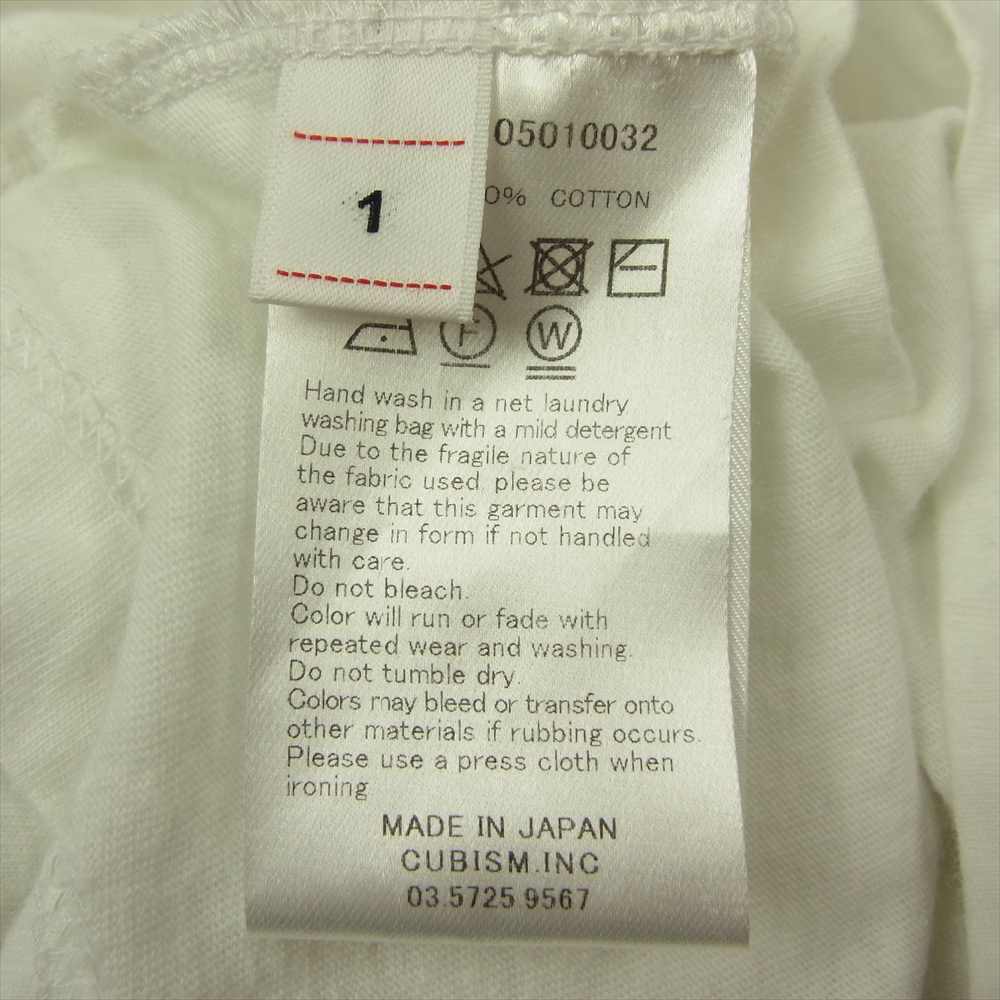 05010032
1
0% COTTON
F W
Hand wash in a net laundry
washing bag with a mild detergent
Due to the fragile nature of
the fabric used, please be
aware that this garment may
change in form if not handled
with care.
Do not bleach.
Color will run or fade with
repeated wear and washing.
Do not tumble dry.
Colors may bleed or transfer onto
other materials if rubbing occurs.
Please use a press cloth when
ironing
MADE IN JAPAN
CUBISM.INC
03.5725.9567